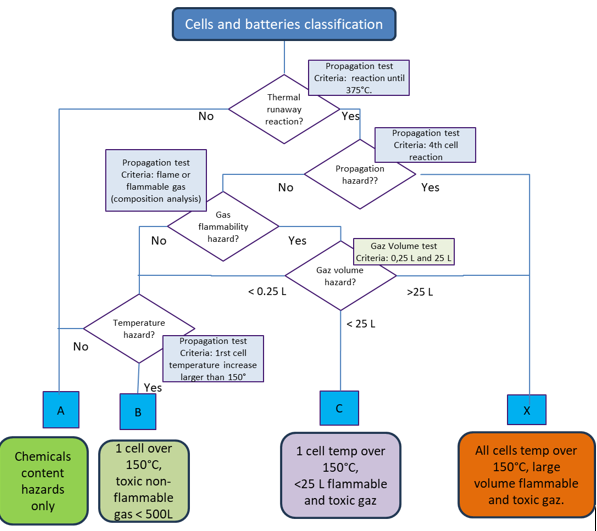 Cells and batteries classification
Propagation test
Criteria: reaction until
375°C.
Thermal
runaway
reaction?
No
Yes
Propagation test
Criteria: 4th cell
reaction
Propagation
hazard??
No
Yes
Propagation test
Criteria: flame or
flammable gas
(composition analysis)
Gas
flammability
hazard?
No
Yes
Gaz Volume test
Criteria: 0,25 L and 25 L
Gaz volume
hazard?
< 0.25 L
>25 L
< 25 L
Temperature
hazard?
No
Propagation test
Criteria: 1rst cell
temperature increase
larger than 150°
Yes
A
B
C
X
Chemicals
content
hazards
only
1 cell over
150°C,
toxic non-
flammable
gas < 500L
1 cell temp over
150°C,
<25 L flammable
and toxic gaz
All cells temp over
150°C, large
volume flammable
and toxic gaz.